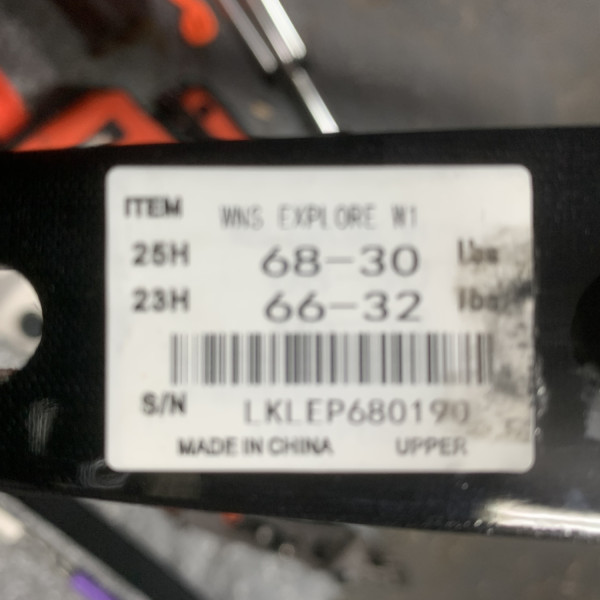 ITEM WNS EXPLORE W1
25H 68-30 lbs
23H 66-32 lbs
S/N LKLEP680190
MADE IN CHINA UPPER